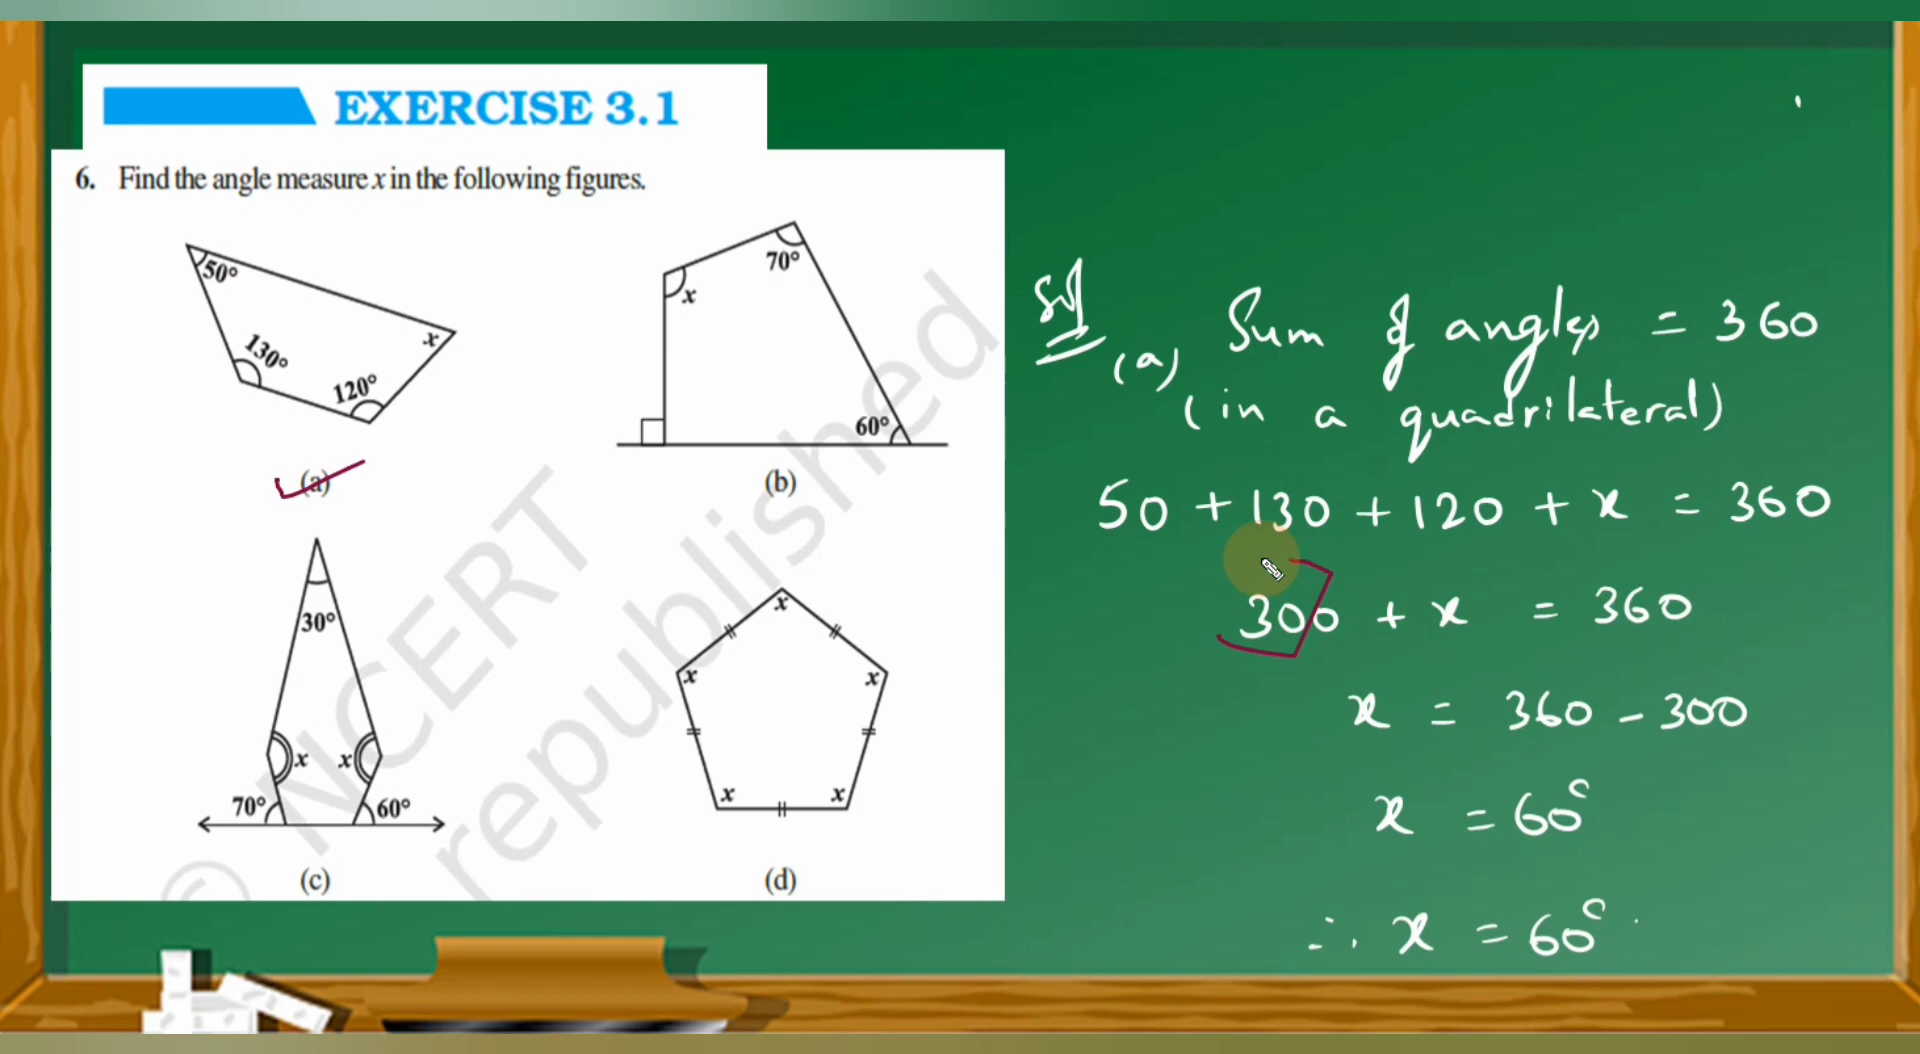 EXERCISE 3.1
6. Find the angle measure x in the following figures.
50°
130°
120°
x
(a)
70°
x
60°
(b)
30°
x x
70° 60°
(c)
x
x x
x x
(d)
© NCERT
republished
Sol
(a) Sum of angles = 360
(in a quadrilateral)
50 + 130 + 120 + x = 360
300 + x = 360
x = 360 - 300
x = 60°
∴ x = 60°